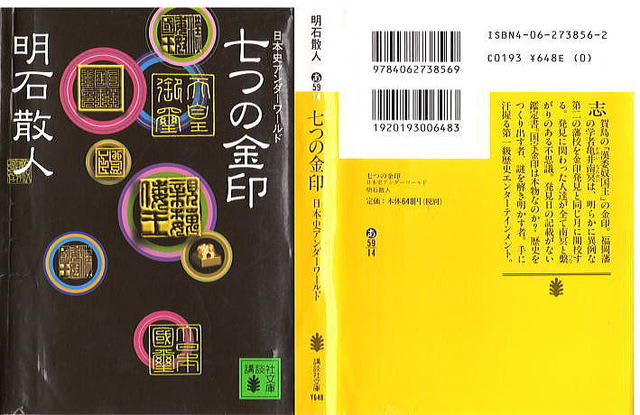 日本史アンダーワールド
七つの金印
明石散人
天皇
御璽
親魏
倭王
大日本
國璽
講談社
文庫
明石散人
あ
59
14
七つの金印
日本史アンダーワールド
講談社文庫
¥648
9784062738569
1920193006483
ISBN4-06-273856-2
C0193 ¥648E (0)
七つの金印
日本史アンダーワールド
明石散人
定価:本体648円(税別)
あ
59
14
志賀島の「漢委奴国王」の金印。福岡藩
の学者亀井南冥は、明らかに異例な
第二の藩校を金印発見と同じ月に開校す
る。発見に関わった人達が全て南冥と繋
がりのある不思議。発見日の記載がない
鑑定書。国宝金印は本物なのか?歴史を
つくり出す者、謎を解き明かす者。手に
汗握る第一級歴史エンターテインメント。